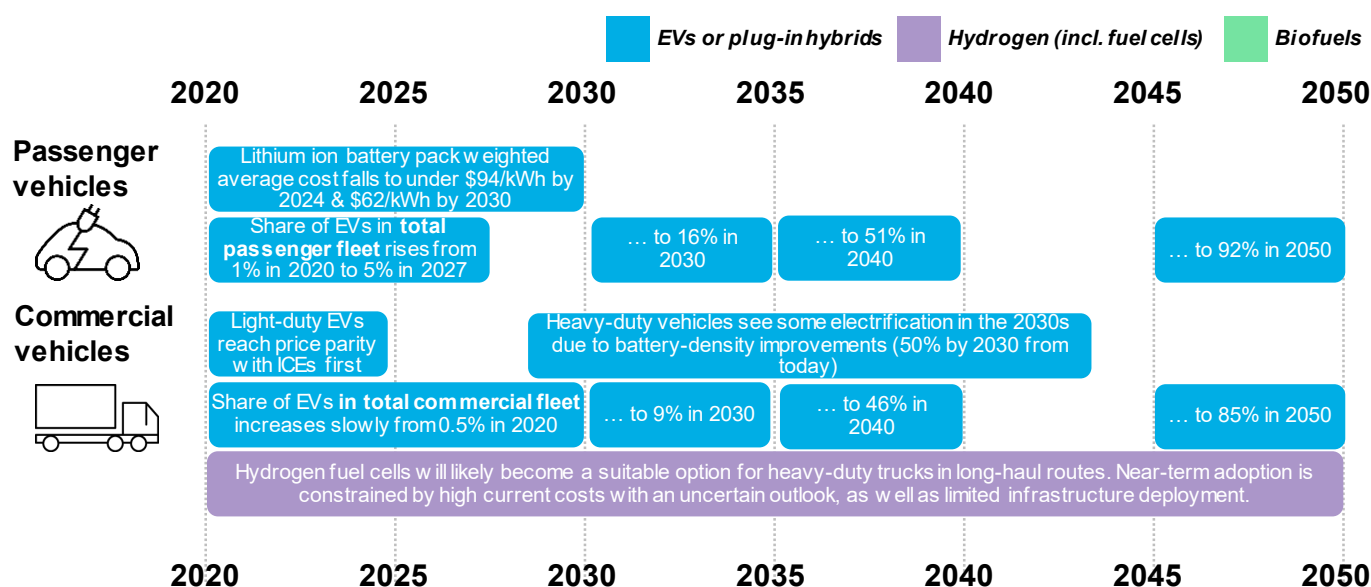 EVs or plug-in hybrids
Hydrogen (incl. fuel cells)
Biofuels
2020 2025 2030 2035 2040 2045 2050
Passenger
vehicles
Lithium ion battery pack weighted
average cost falls to under $94/kWh by
2024 & $62/kWh by 2030
Share of EVs in total
passenger fleet rises from
1% in 2020 to 5% in 2027
… to 16% in
2030
… to 51% in
2040
… to 92% in 2050
Commercial
vehicles
Light-duty EVs
reach price parity
with ICEs first
Heavy-duty vehicles see some electrification in the 2030s
due to battery-density improvements (50% by 2030 from
today)
Share of EVs in total commercial fleet
increases slowly from 0.5% in 2020
… to 9% in 2030
… to 46% in
2040
… to 85% in 2050
Hydrogen fuel cells will likely become a suitable option for heavy-duty trucks in long-haul routes. Near-term adoption is
constrained by high current costs with an uncertain outlook, as well as limited infrastructure deployment.
2020 2025 2030 2035 2040 2045 2050